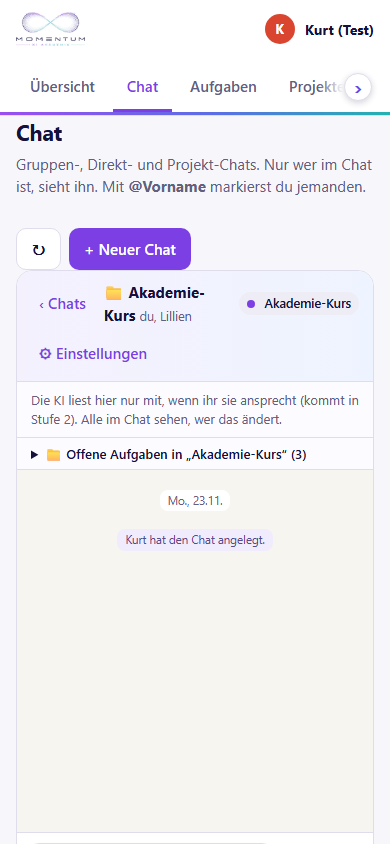 MOMENTUM
K
Kurt (Test)
Übersicht
Chat
Aufgaben
Projekte
›
Chat
Gruppen-, Direkt- und Projekt-Chats. Nur wer im Chat
ist, sieht ihn. Mit @Vorname markierst du jemanden.
↻
+ Neuer Chat
‹ Chats
📁 Akademie-
Kurs du, Lillien
Akademie-Kurs
⚙ Einstellungen
Die KI liest hier nur mit, wenn ihr sie ansprecht (kommt in
Stufe 2). Alle im Chat sehen, wer das ändert.
▶ 📁 Offene Aufgaben in „Akademie-Kurs“ (3)
Mo., 23.11.
Kurt hat den Chat angelegt.